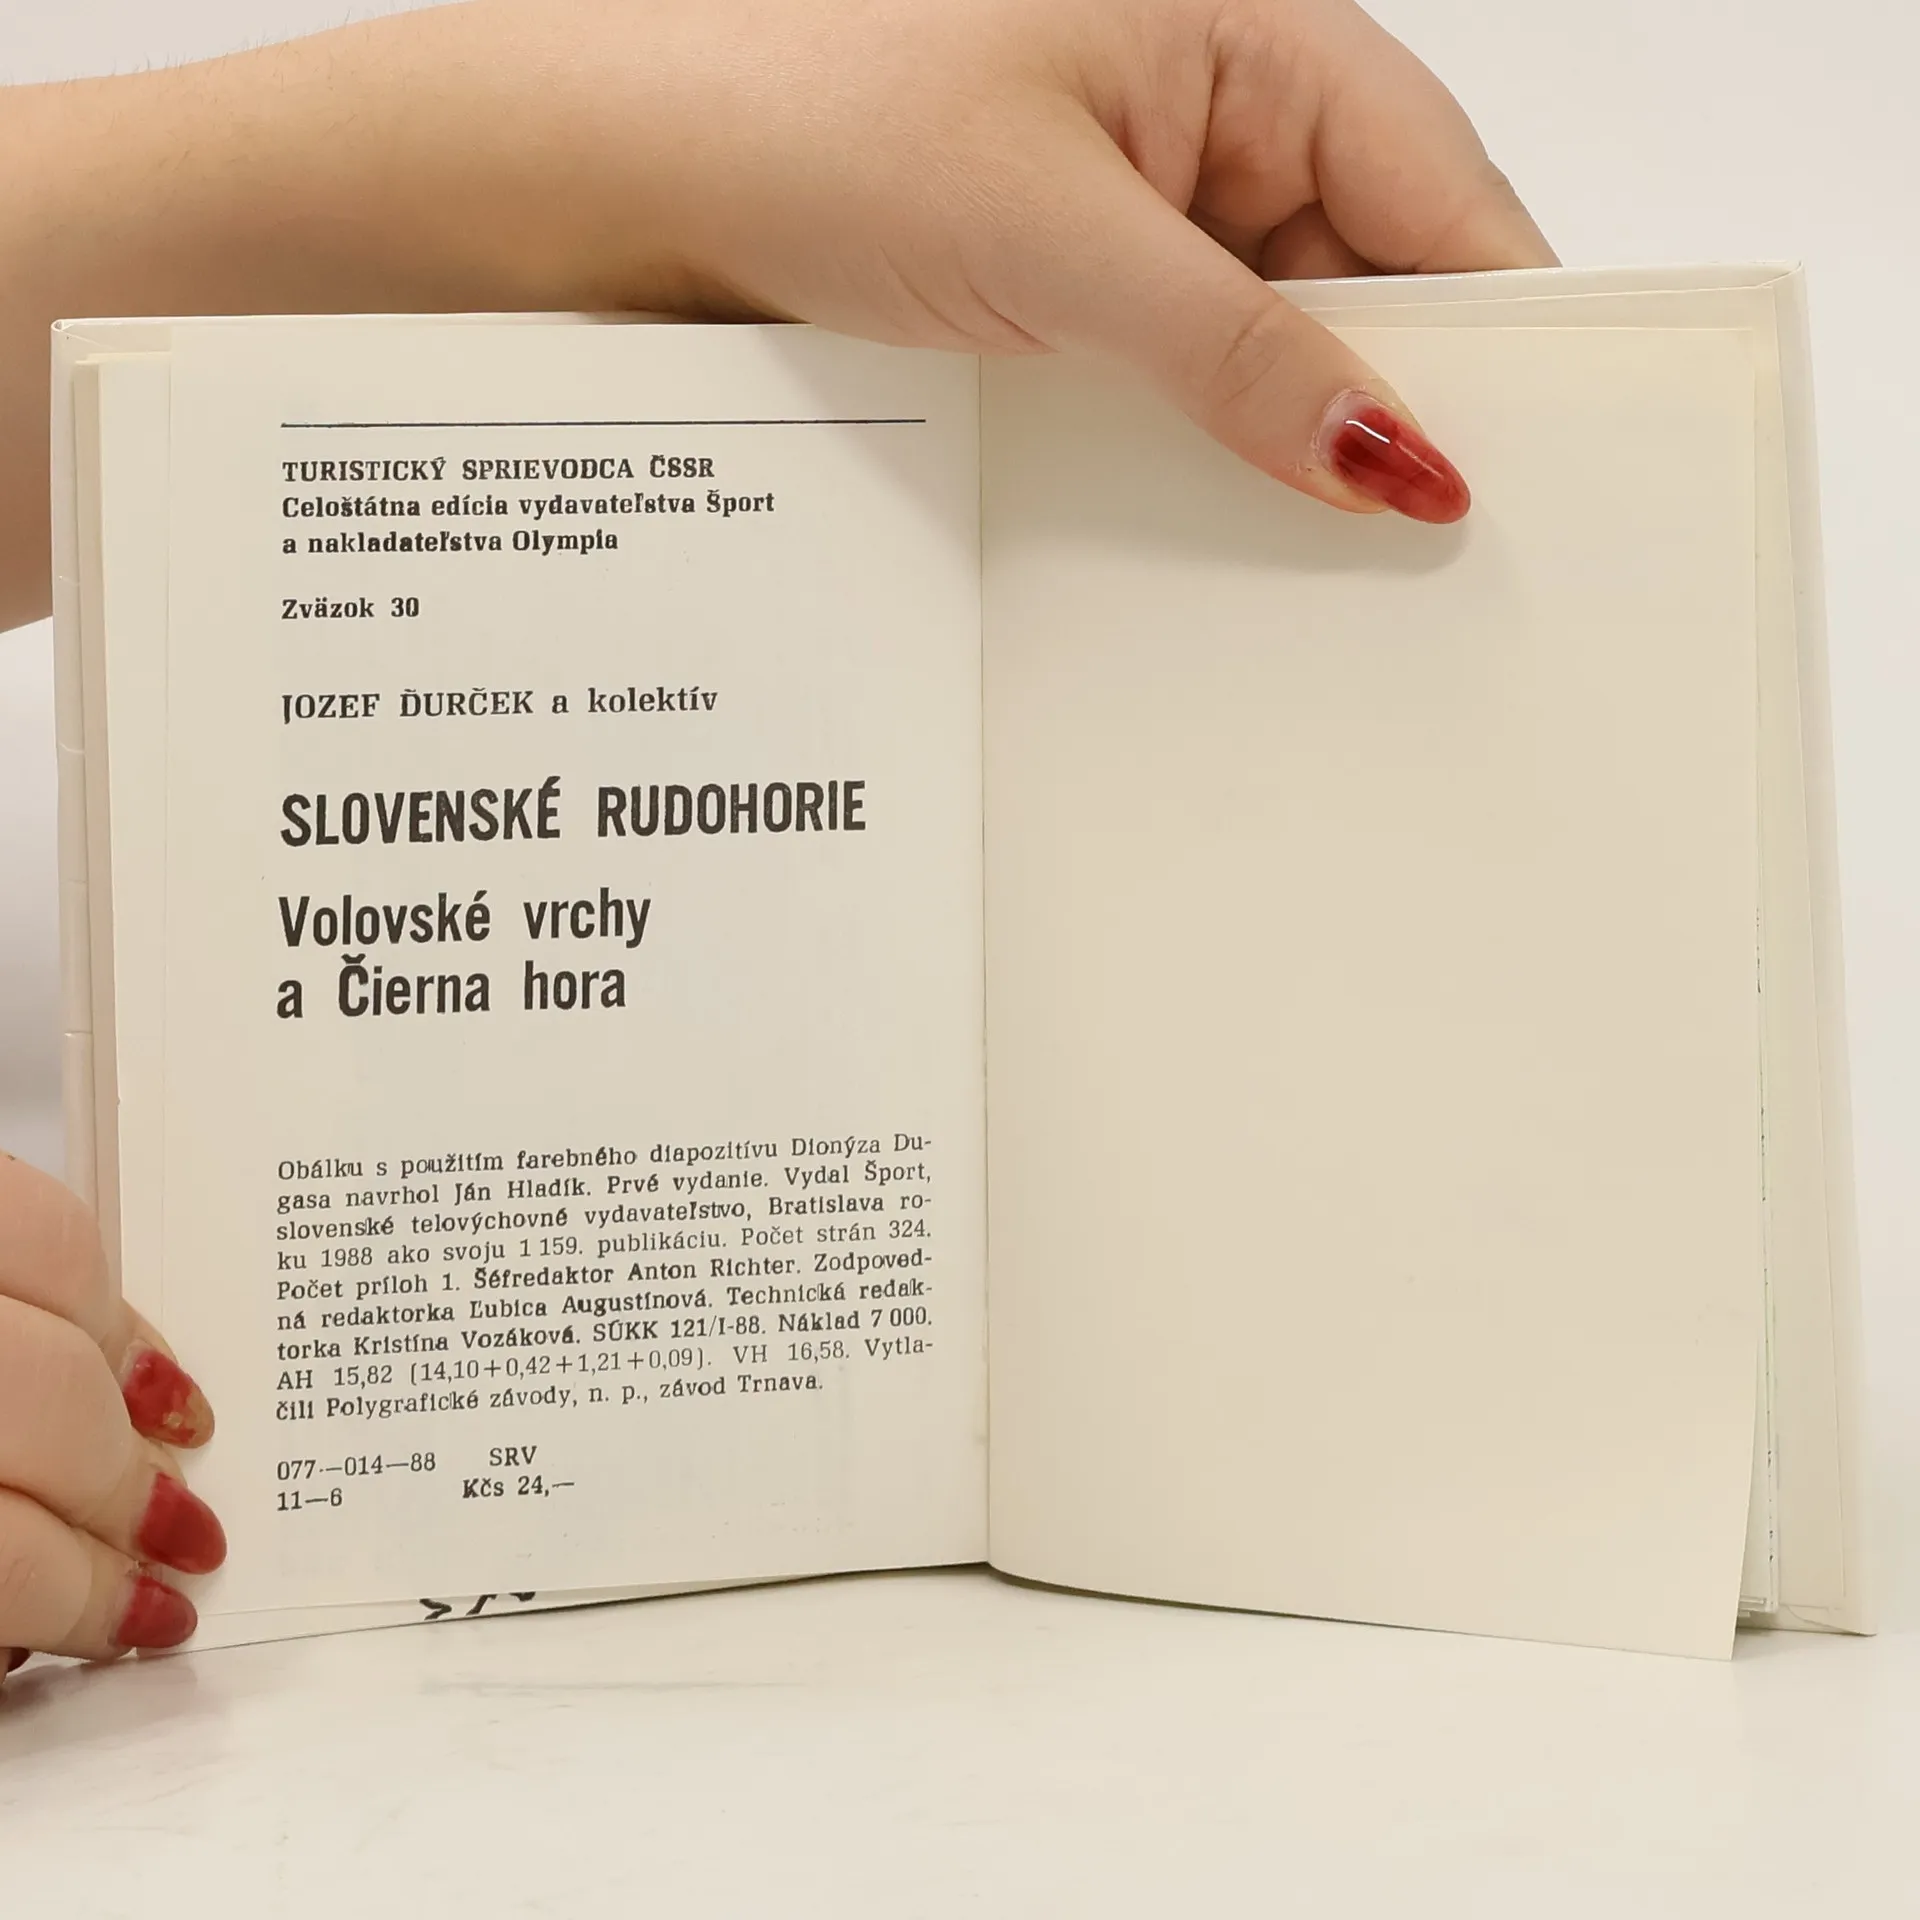 TURISTICKÝ SPRIEVODCA ČSSR
Celoštátna edícia vydavateľstva Šport
a nakladateľstva Olympia
Zväzok 30
JOZEF ĎURČEK a kolektív
SLOVENSKÉ RUDOHORIE
Volovské vrchy
a Čierna hora
Obálku s použitím farebného diapozitívu Dionýza Du-
gasa navrhol Ján Hladík. Prvé vydanie. Vydal Šport,
slovenské telovýchovné vydavateľstvo, Bratislava ro-
ku 1988 ako svoju 1 159. publikáciu. Počet strán 324.
Počet príloh 1. Šéfredaktor Anton Richter. Zodpoved-
ná redaktorka Ľubica Augustínová. Technická redak-
torka Kristína Vozáková. SÚKK 121/I-88. Náklad 7 000.
AH 15,82 (14,10+0,42+1,21+0,09). VH 16,58. Vytla-
čili Polygrafické závody, n. p., závod Trnava.
077—014—88 SRV
11—6 Kčs 24,—